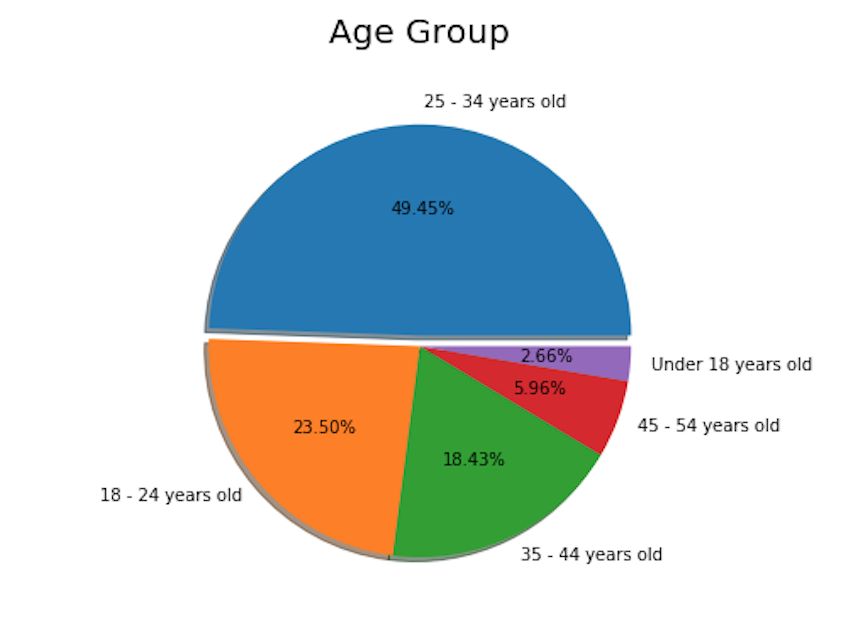 Age Group
25 - 34 years old
49.45%
2.66%
Under 18 years old
5.96%
45 - 54 years old
23.50%
18.43%
18 - 24 years old
35 - 44 years old